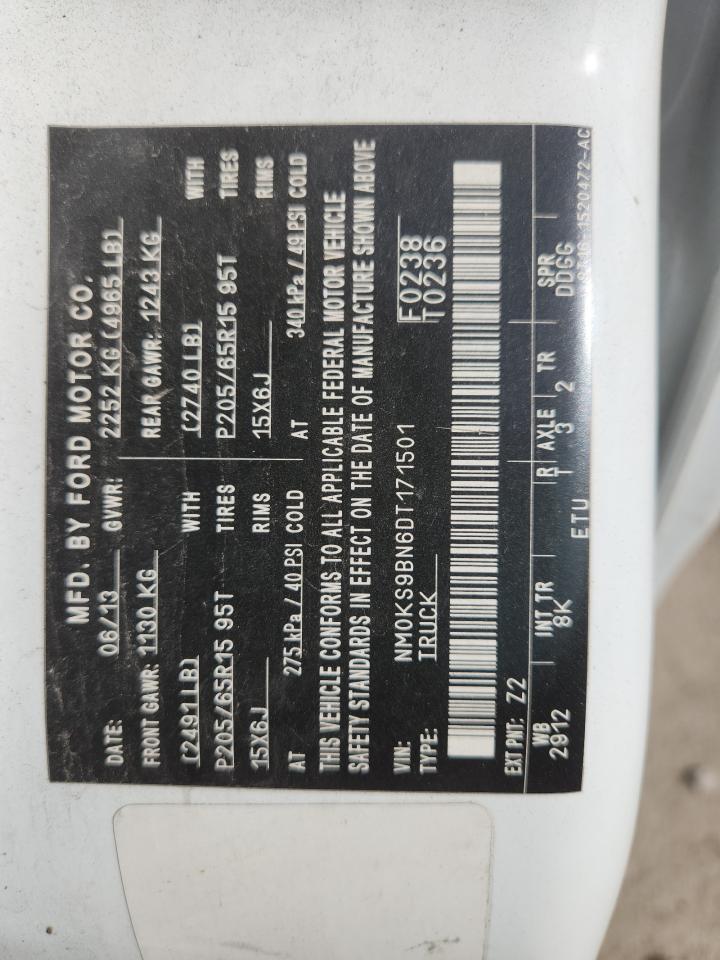 MFD. BY FORD MOTOR CO.
DATE: 06/13 GVWR: 2252 KG (4965 LB)
FRONT GAWR: 1130 KG REAR GAWR: 1243 KG
(2491LB) WITH (2740 LB) WITH
P205/65R15 95T TIRES P205/65R15 95T TIRES
15X6J RIMS 15X6J RIMS
AT 275 kPa / 40 PSI COLD AT 340 kPa / 49 PSI COLD
THIS VEHICLE CONFORMS TO ALL APPLICABLE FEDERAL MOTOR VEHICLE
SAFETY STANDARDS IN EFFECT ON THE DATE OF MANUFACTURE SHOWN ABOVE
VIN: NM0KS9BN6DT171501 F0238
TYPE: TRUCK T0236
EXT PNT: Z2
WB INT TR R AXLE TR SPR
2912 8K 3 2 DDGG
ETU 1520472-AC